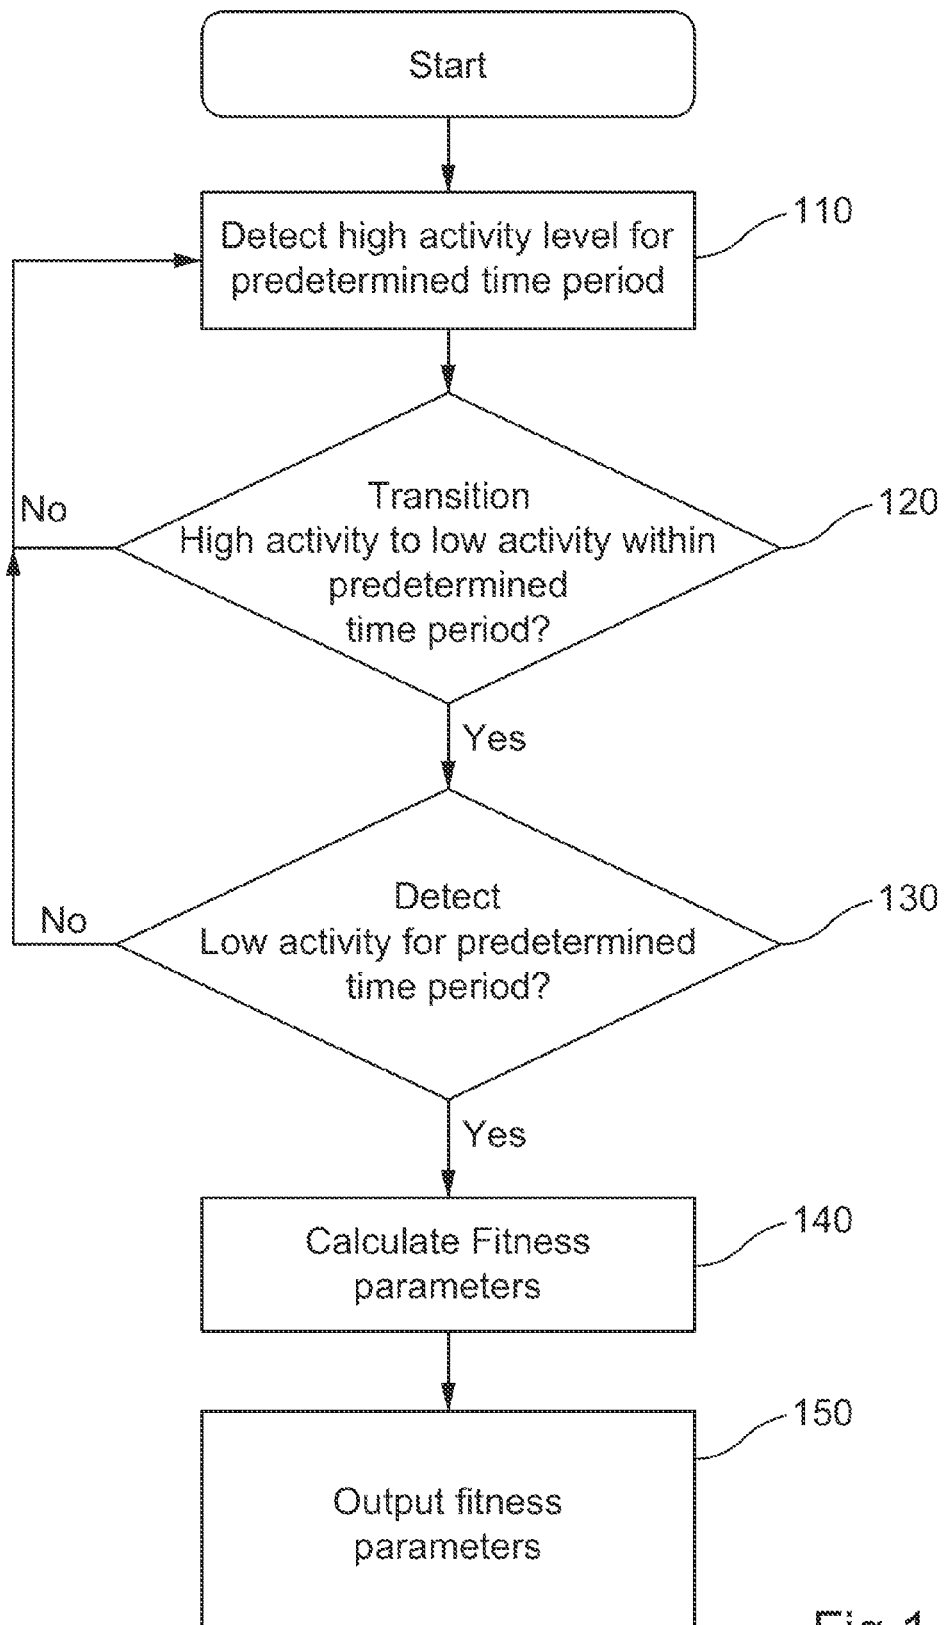 Start
110
Detect high activity level for
predetermined time period
No
120
Transition
High activity to low activity within
predetermined
time period?
Yes
No
130
Detect
Low activity for predetermined
time period?
Yes
140
Calculate Fitness
parameters
150
Output fitness
parameters